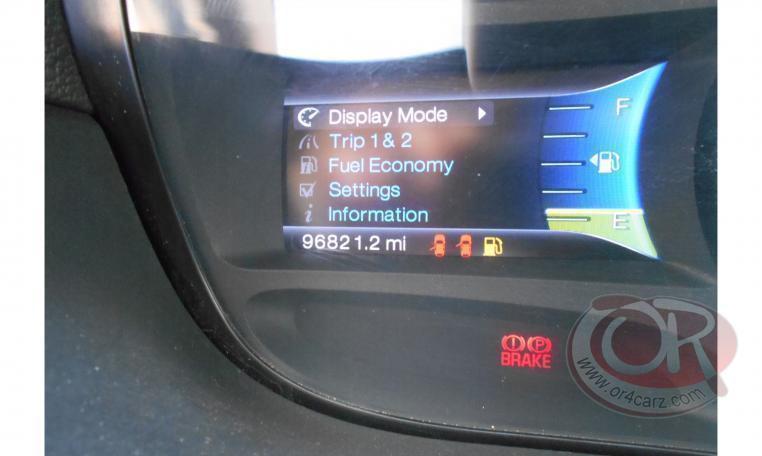 Display Mode
Trip 1 & 2
Fuel Economy
Settings
Information
96821.2 mi
F
E
BRAKE
P
OR
www.or4carz.com